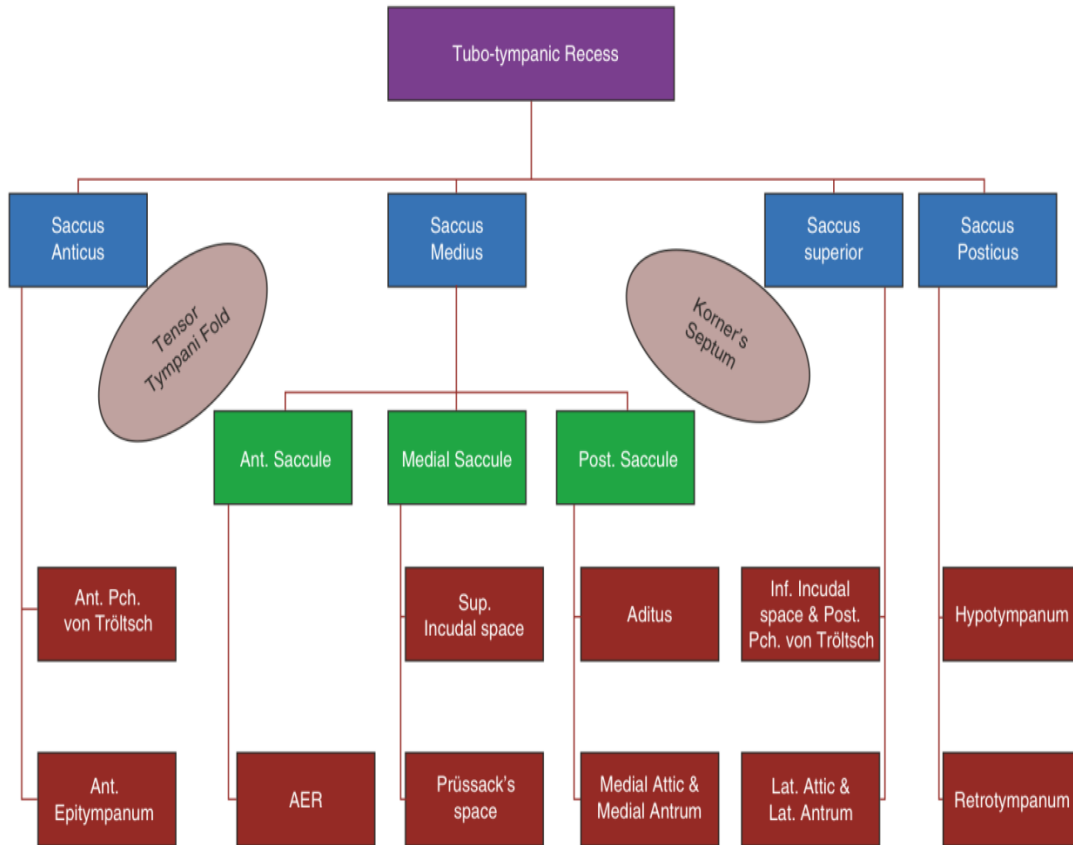 Tubo-tympanic Recess
Saccus
Anticus
Saccus
Medius
Saccus
superior
Saccus
Posticus
Tensor
Tympani Fold
Korner's
Septum
Ant. Saccule
Medial Saccule
Post. Saccule
Ant. Pch.
von Tröltsch
Sup.
Incudal space
Aditus
Inf. Incudal
space & Post.
Pch. von Tröltsch
Hypotympanum
Ant.
Epitympanum
AER
Prüssack's
space
Medial Attic &
Medial Antrum
Lat. Attic &
Lat. Antrum
Retrotympanum